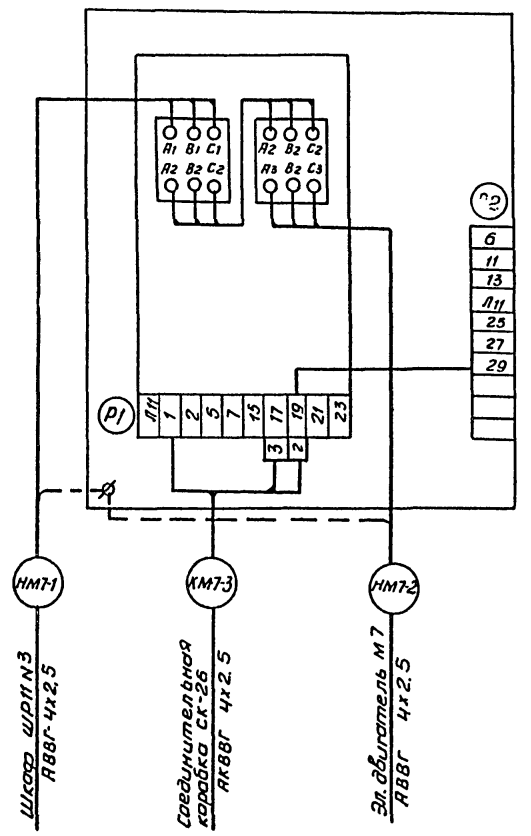 A1 B1 C1
A2 B2 C2
A2 B2 C2
A3 B2 C3
6
11
13
Л11
25
27
29
P1
Л11 1 2 5 7 15 17 19 21 23
3 2
НМ7-1
КМ7-3
НМ7-2
Шкаф ШР11 N3
АВВГ-4х2,5
Соединительная
коробка СК-26
АКВВГ 4х2.5
Эл. двигатель М7
АВВГ 4х2.5